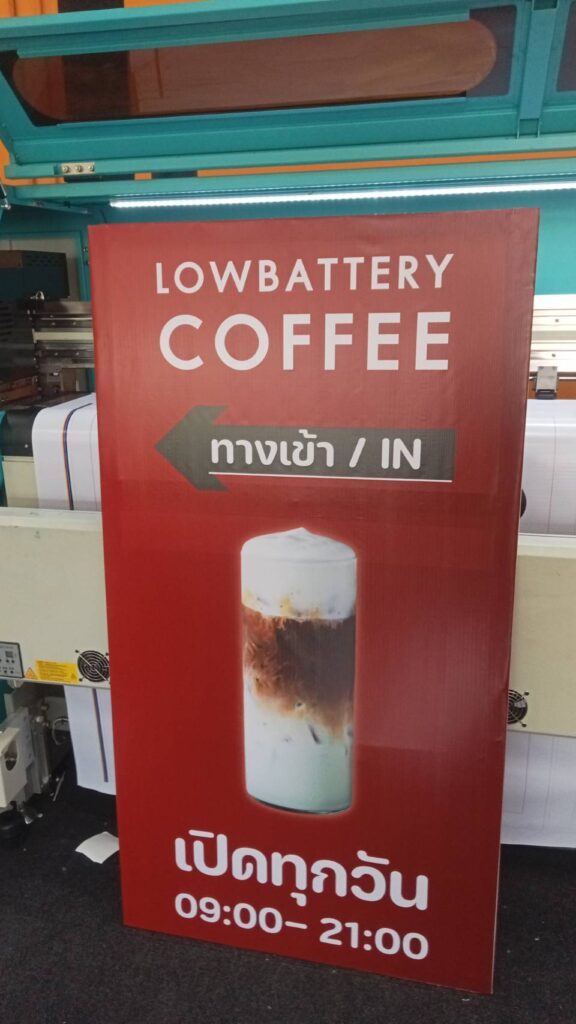 LOWBATTERY
COFFEE
ทางเข้า / IN
เปิดทุกวัน
09:00– 21:00